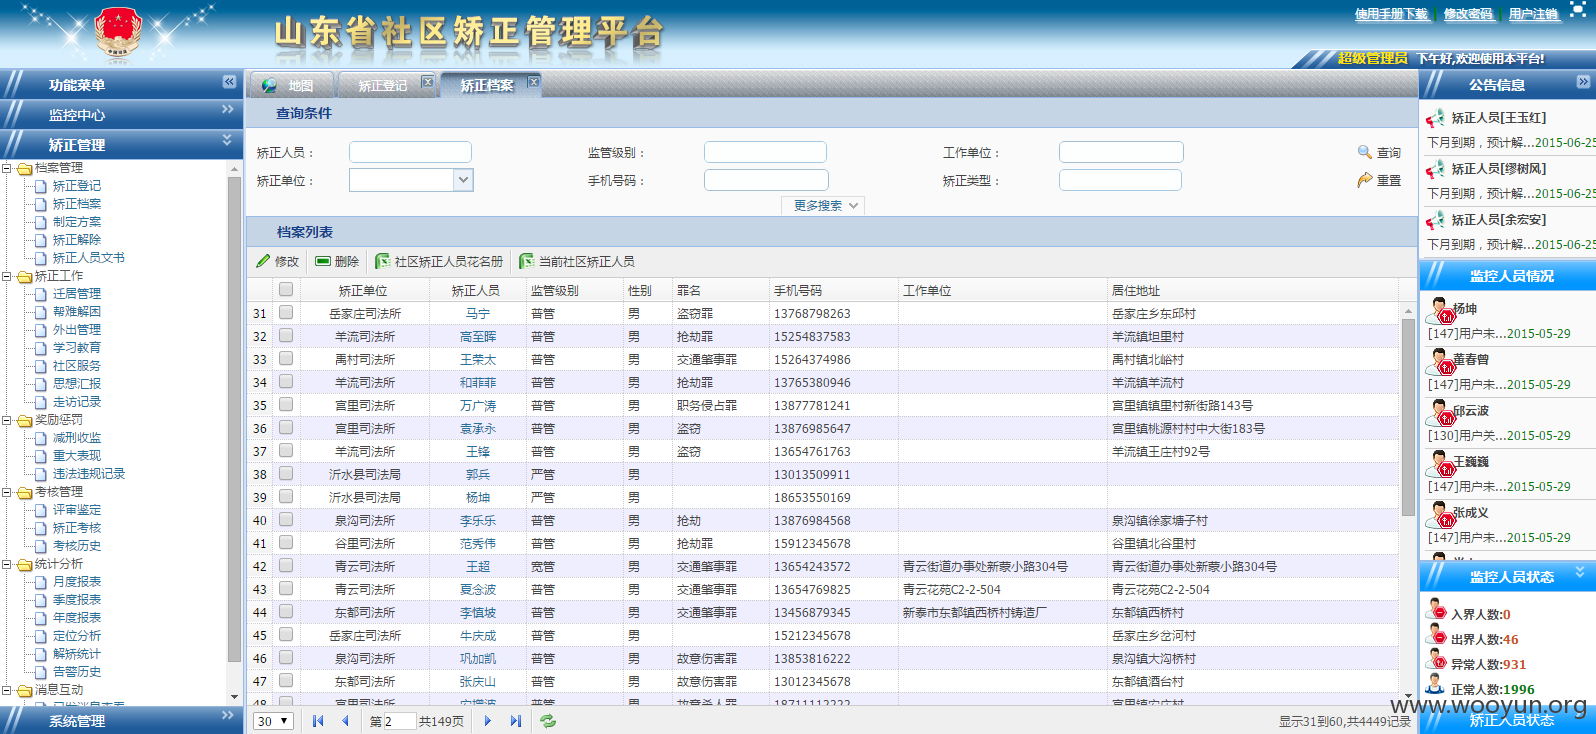 山东省社区矫正管理平台
使用手册下载 修改密码 用户注销
超级管理员 下午好,欢迎使用本平台!
功能菜单
监控中心
矫正管理
档案管理
矫正登记
矫正档案
制定方案
矫正解除
矫正人员文书
矫正工作
迁居管理
帮难解困
外出管理
学习教育
社区服务
思想汇报
走访记录
奖励惩罚
减刑收监
重大表现
违法违规记录
考核管理
评审鉴定
矫正考核
考核历史
统计分析
月度报表
季度报表
年度报表
定位分析
解矫统计
告警历史
消息互动
系统管理
地图 矫正登记 矫正档案
查询条件
矫正人员： 监管级别： 工作单位： 查询
矫正单位： 手机号码： 矫正类型： 重置
更多搜索
档案列表
修改 删除 社区矫正人员花名册 当前社区矫正人员
矫正单位 矫正人员 监管级别 性别 罪名 手机号码 工作单位 居住地址
31 岳家庄司法所 马宁 普管 男 盗窃罪 13768798263 岳家庄乡东邱村
32 羊流司法所 高至晖 普管 男 抢劫罪 15254837583 羊流镇坦里村
33 禹村司法所 王荣太 普管 男 交通肇事罪 15264374986 禹村镇北峪村
34 羊流司法所 和菲菲 普管 男 抢劫罪 13765380946 羊流镇羊流村
35 宫里司法所 万广涛 普管 男 职务侵占罪 13877781241 宫里镇镇里村新街路143号
36 宫里司法所 袁承永 普管 男 盗窃 13876985647 宫里镇桃源村村中大街183号
37 羊流司法所 王锋 普管 男 盗窃 13654761763 羊流镇王庄村92号
38 沂水县司法局 郭兵 严管 男 13013509911
39 沂水县司法局 杨坤 严管 男 18653550169
40 泉沟司法所 李乐乐 普管 男 抢劫 13876984568 泉沟镇徐家塘子村
41 谷里司法所 范秀伟 普管 男 抢劫罪 15912345678 谷里镇北谷里村
42 青云司法所 王超 宽管 男 交通肇事罪 13654243572 青云街道办事处新蒙小路304号 青云街道办事处新蒙小路304号
43 青云司法所 夏念波 普管 男 交通肇事罪 13654769825 青云花苑C2-2-504 青云花苑C2-2-504
44 东都司法所 李慎坡 普管 男 交通肇事罪 13456879345 新泰市东都镇西桥村铸造厂 东都镇西桥村
45 岳家庄司法所 牛庆成 普管 男 15212345678 岳家庄乡岔河村
46 泉沟司法所 巩加凯 普管 男 故意伤害罪 13853816222 泉沟镇大沟桥村
47 东都司法所 张庆山 普管 男 故意伤害罪 13012345678 东都镇酒台村
30 第 2 共149页 显示31到60,共4449记录
公告信息
矫正人员[王玉红]
下月到期，预计解...2015-06-25
矫正人员[缪树风]
下月到期，预计解...2015-06-25
矫正人员[余宏安]
下月到期，预计解...2015-06-25
监控人员情况
杨坤
[147]用户未...2015-05-29
董春曾
[147]用户未...2015-05-29
邱云波
[130]用户关...2015-05-29
王巍巍
[147]用户未...2015-05-29
张成义
[147]用户未...2015-05-29
监控人员状态
入界人数:0
出界人数:46
异常人数:931
正常人数:1996
矫正人员状态
www.wooyun.org